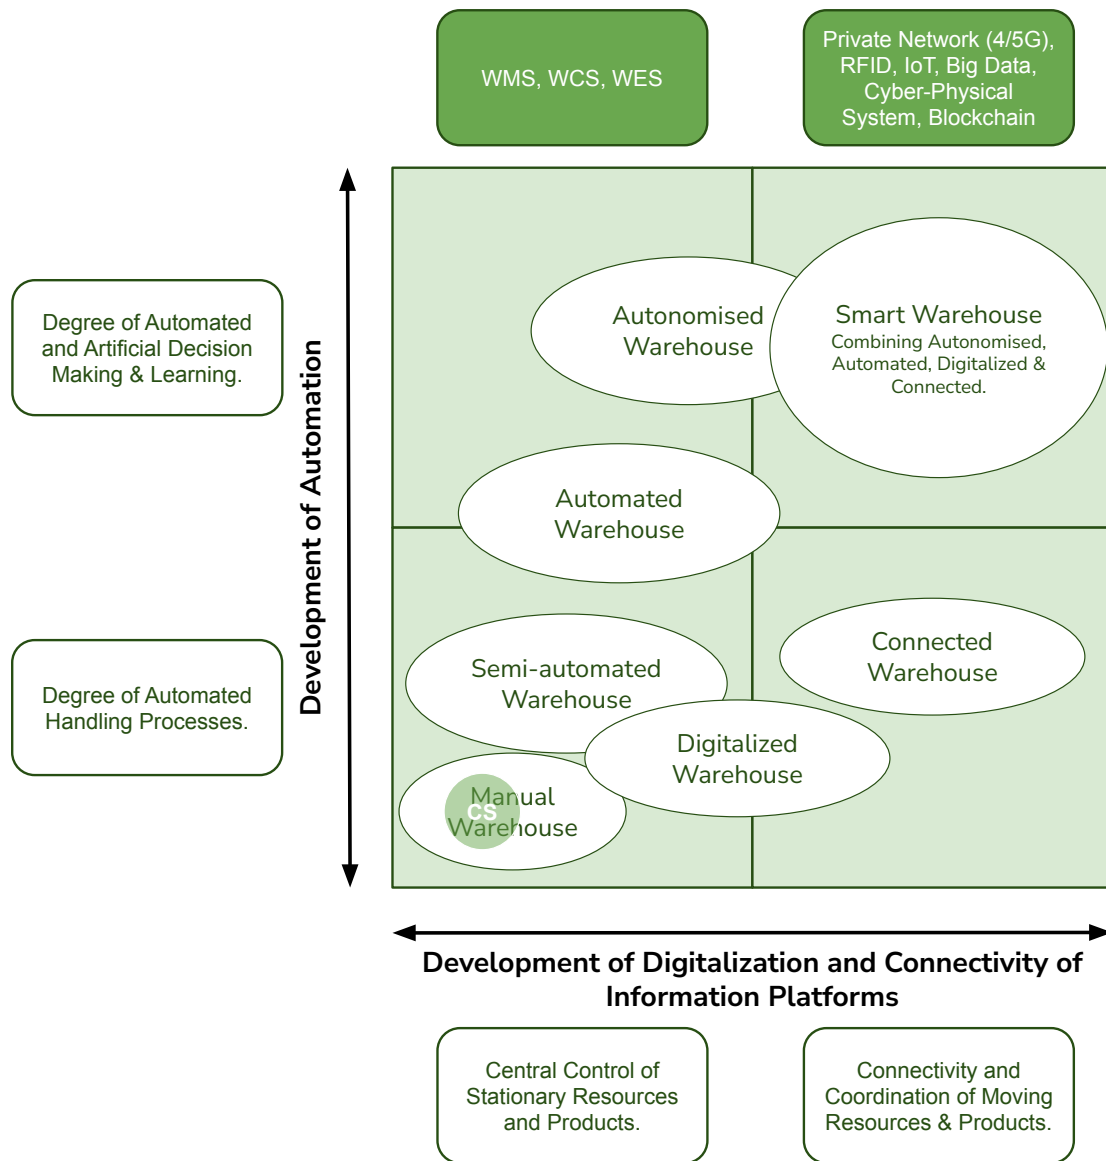 WMS, WCS, WES
Private Network (4/5G),
RFID, IoT, Big Data,
Cyber-Physical
System, Blockchain
Degree of Automated
and Artificial Decision
Making & Learning.
Degree of Automated
Handling Processes.
Development of Automation
Autonomised
Warehouse
Smart Warehouse
Combining Autonomised,
Automated, Digitalized &
Connected.
Automated
Warehouse
Semi-automated
Warehouse
Connected
Warehouse
Digitalized
Warehouse
Manual
Warehouse
CS
Development of Digitalization and Connectivity of
Information Platforms
Central Control of
Stationary Resources
and Products.
Connectivity and
Coordination of Moving
Resources & Products.